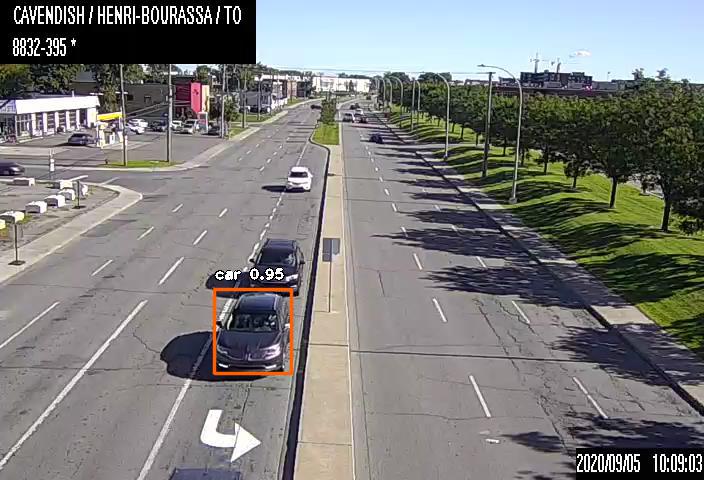 CAVENDISH / HENRI-BOURASSA / TO
8832-395 *
car 0.95
2020/09/05 10:09:03